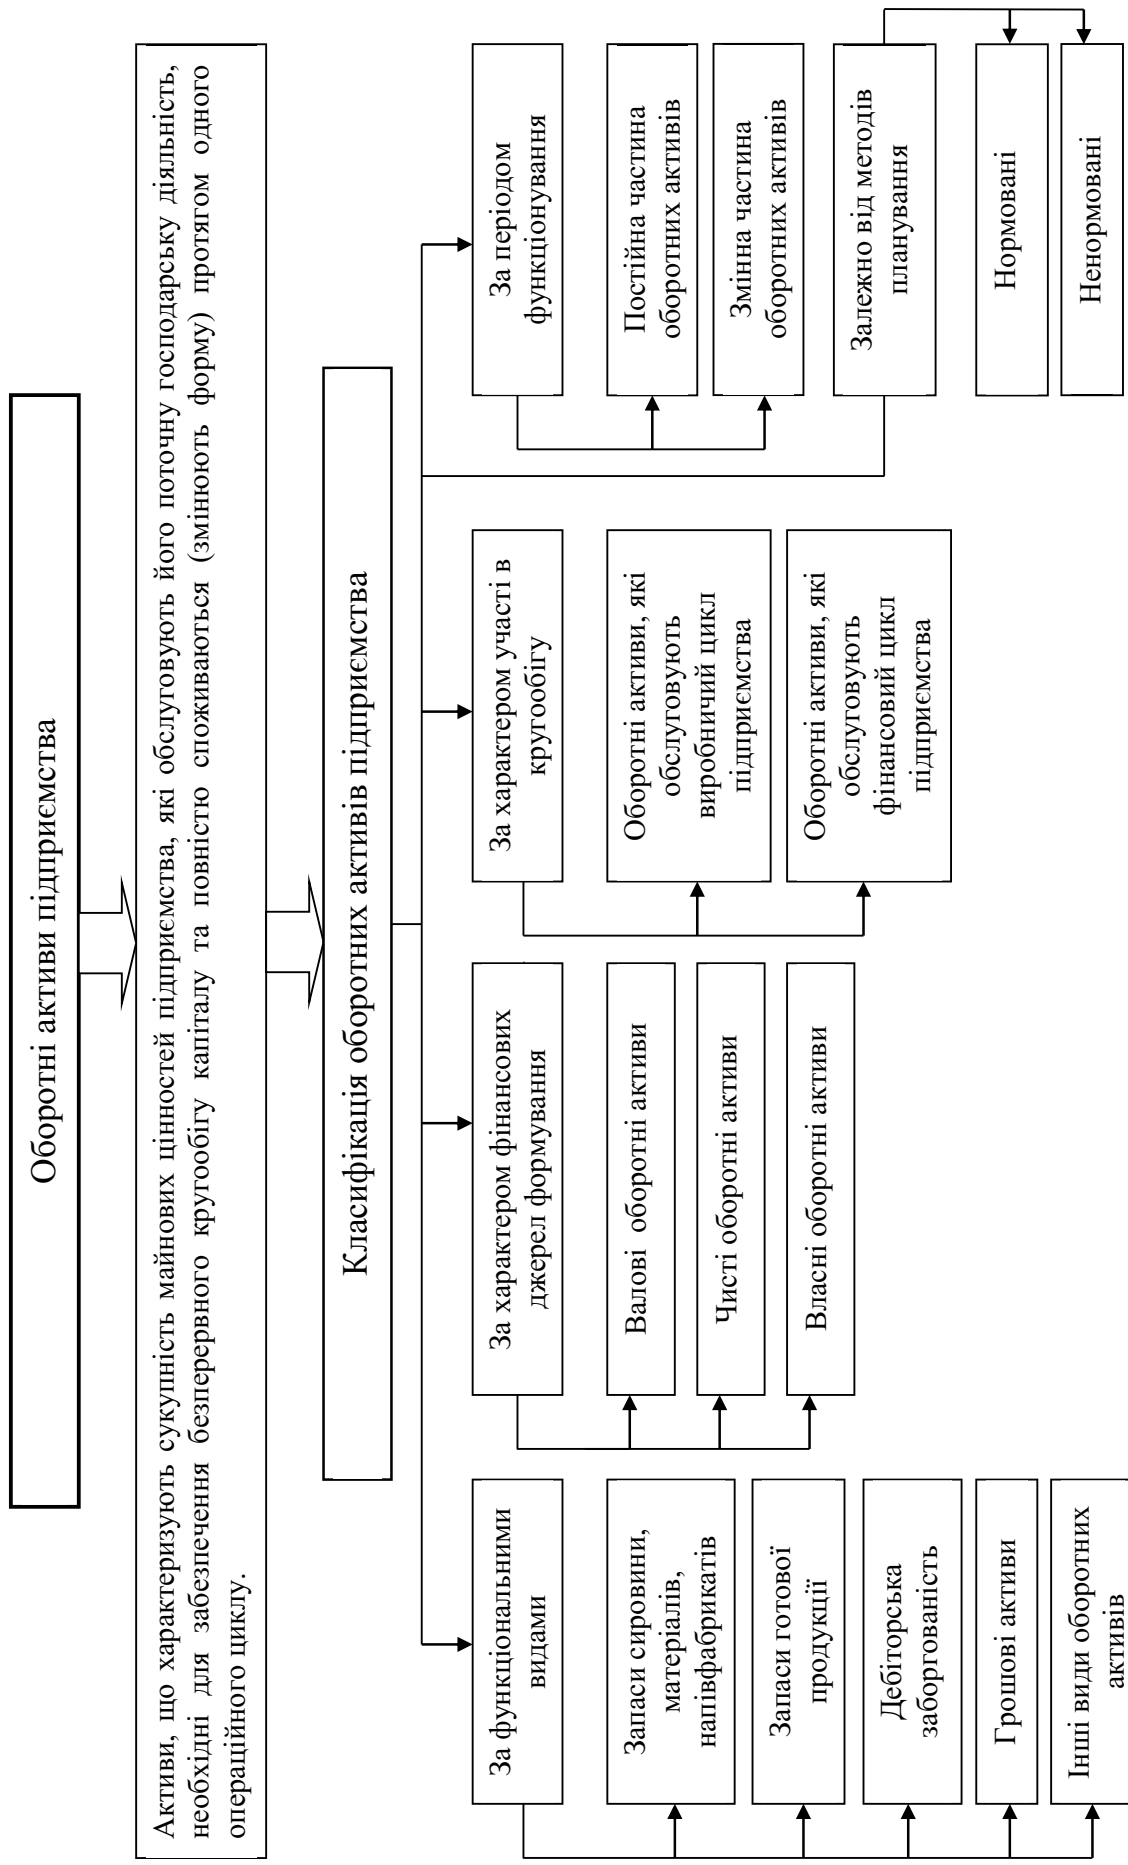 Оборотні активи підприємства
Активи, що характеризують сукупність майнових цінностей підприємства, які обслуговують його поточну господарську діяльність,
необхідні для забезпечення безперервного кругообігу капіталу та повністю споживаються (змінюють форму) протягом одного
операційного циклу.
Класифікація оборотних активів підприємства
За функціональними
видами
Запаси сировини,
матеріалів,
напівфабрикатів
Запаси готової
продукції
Дебіторська
заборгованість
Грошові активи
Інші види оборотних
активів
За характером фінансових
джерел формування
Валові оборотні активи
Чисті оборотні активи
Власні оборотні активи
За характером участі в
кругообігу
Оборотні активи, які
обслуговують
виробничий цикл
підприємства
Оборотні активи, які
обслуговують
фінансовий цикл
підприємства
За періодом
функціонування
Постійна частина
оборотних активів
Змінна частина
оборотних активів
Залежно від методів
планування
Нормовані
Ненормовані